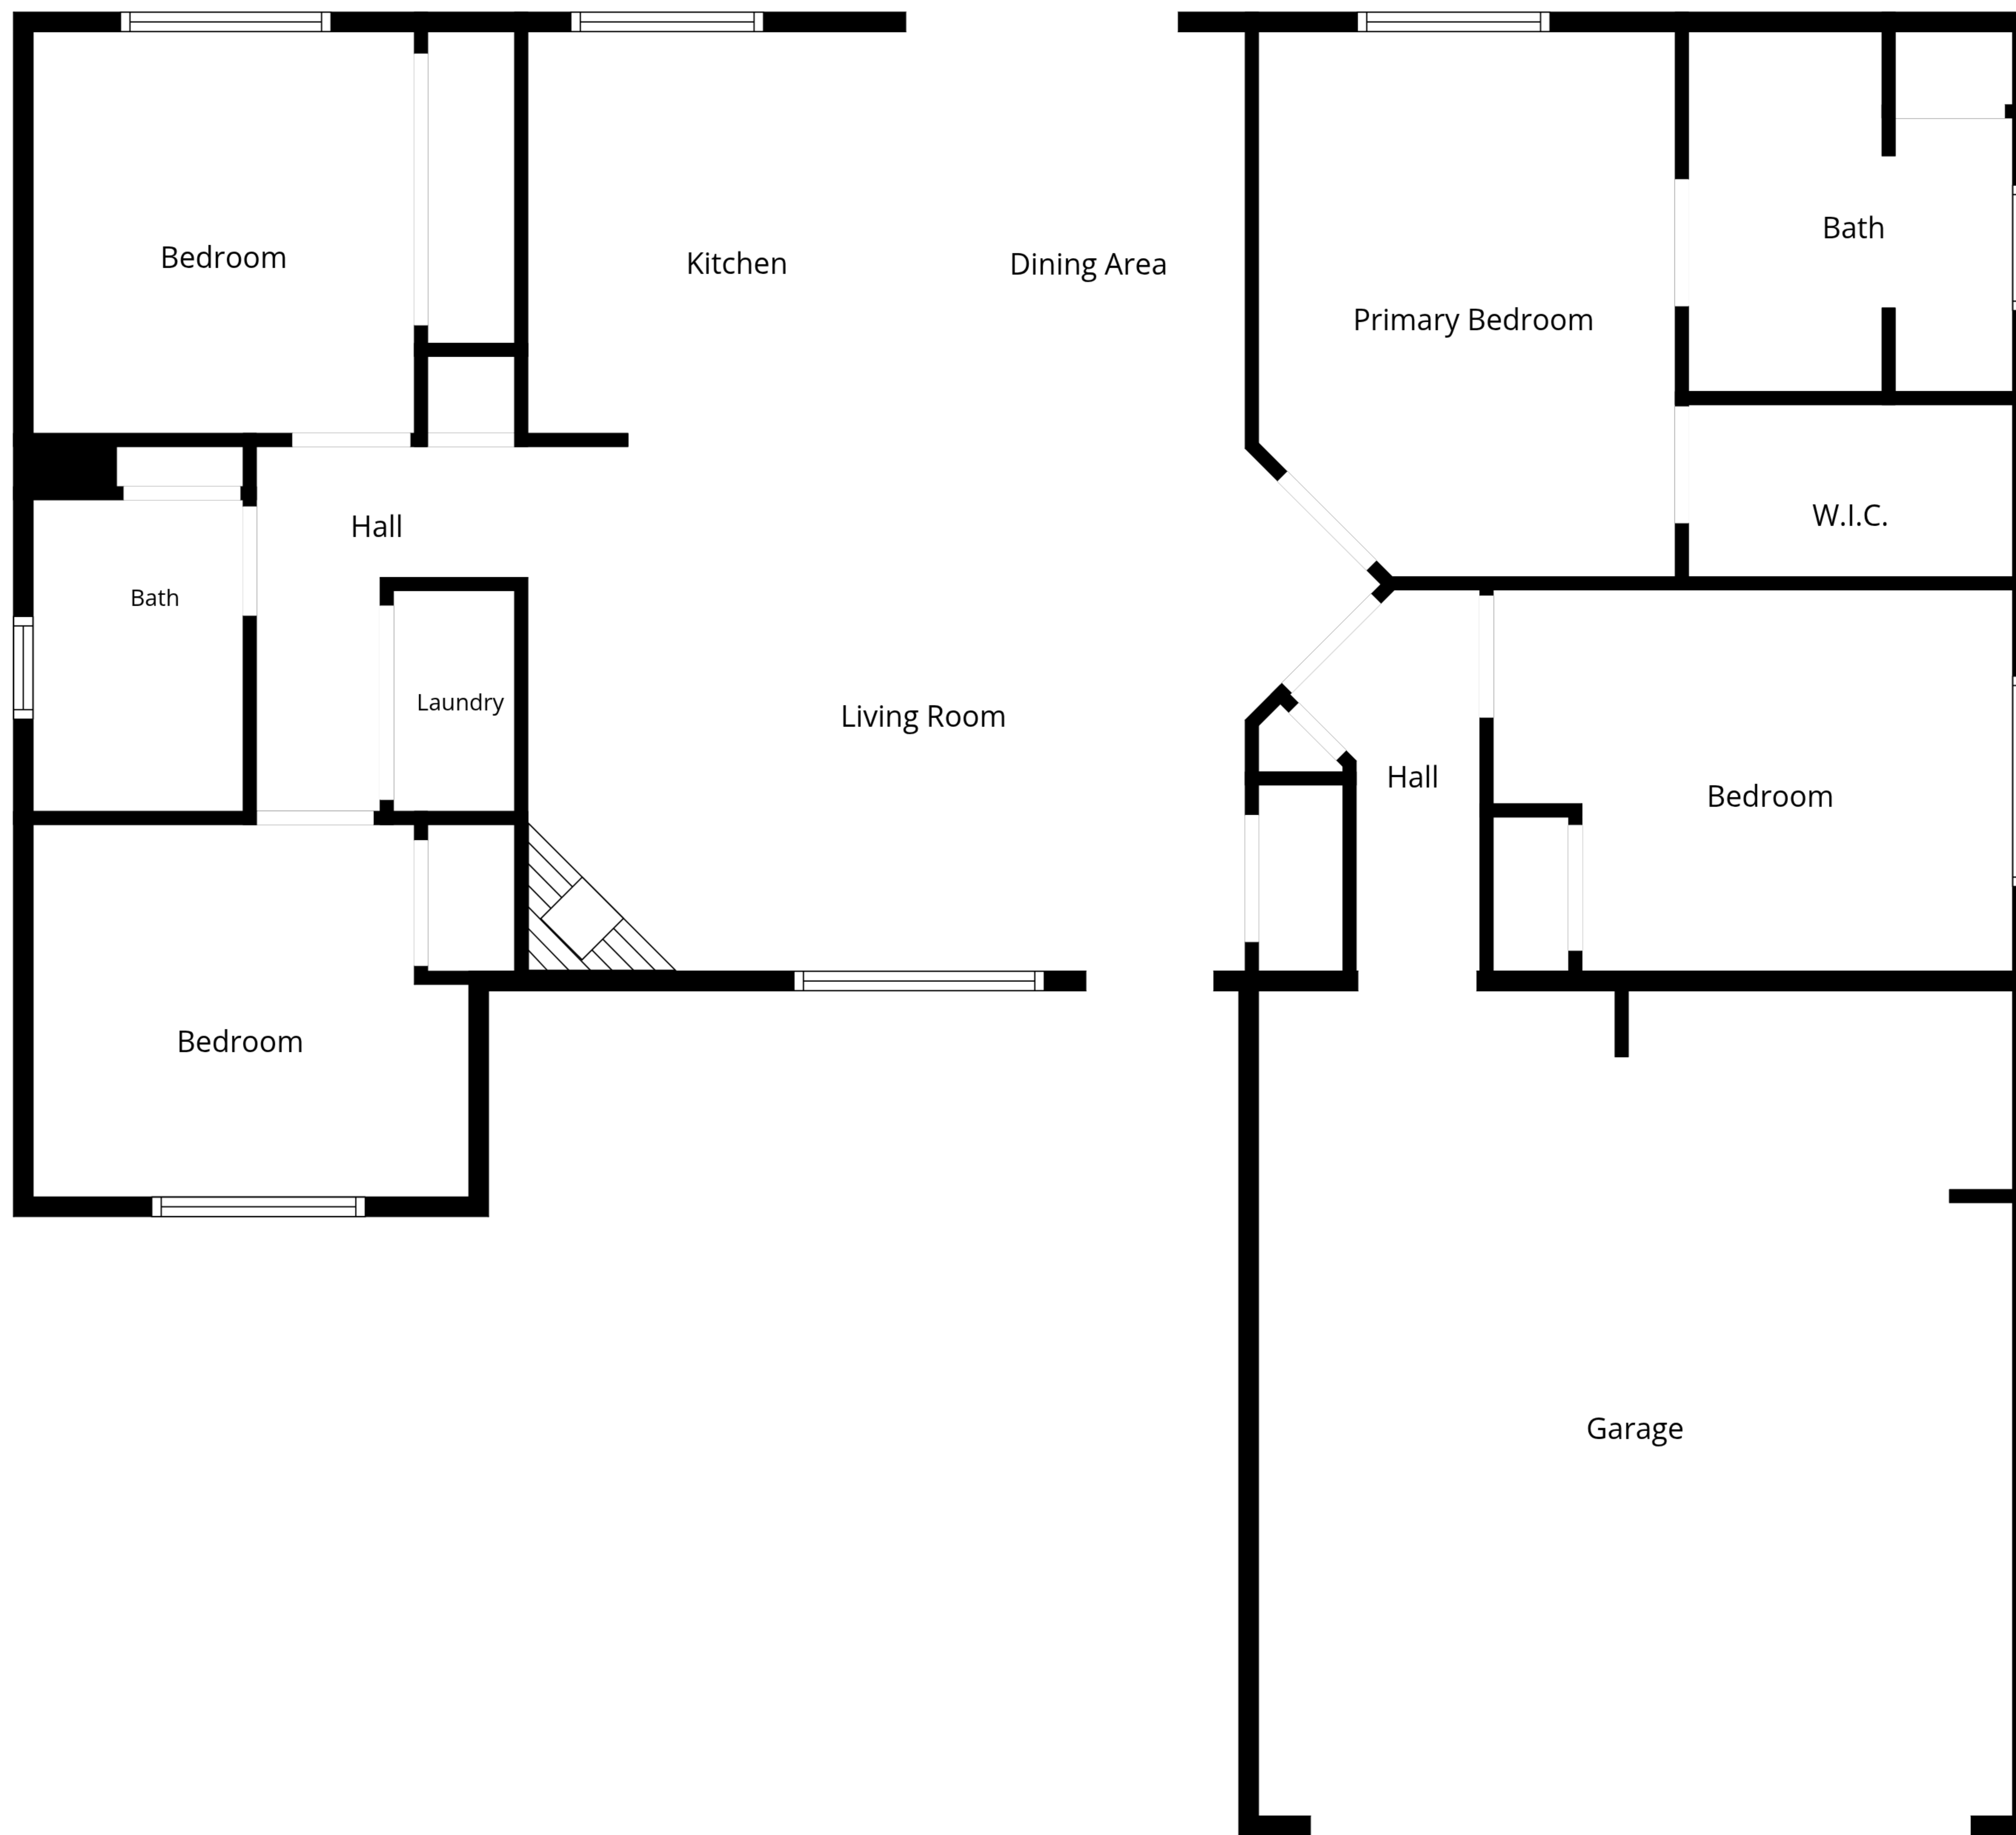 Bedroom
Kitchen
Dining Area
Primary Bedroom
Bath
Hall
W.I.C.
Bath
Laundry
Living Room
Hall
Bedroom
Bedroom
Garage